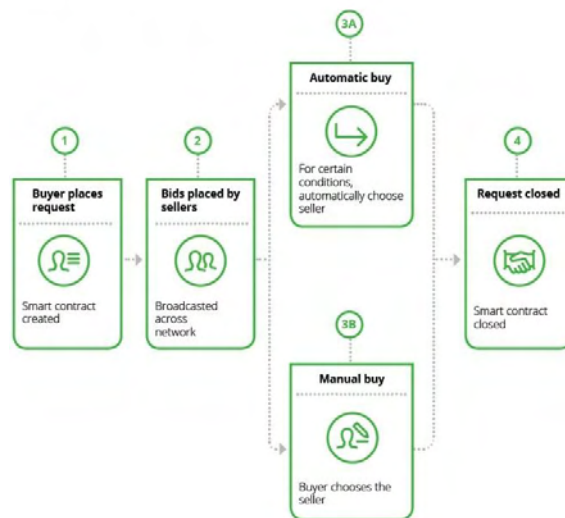 1
Buyer places
request
Smart contract
created
2
Bids placed by
sellers
Broadcasted
across
network
3A
Automatic buy
For certain
conditions,
automatically choose
seller
3B
Manual buy
Buyer chooses the
seller
4
Request closed
Smart contract
closed